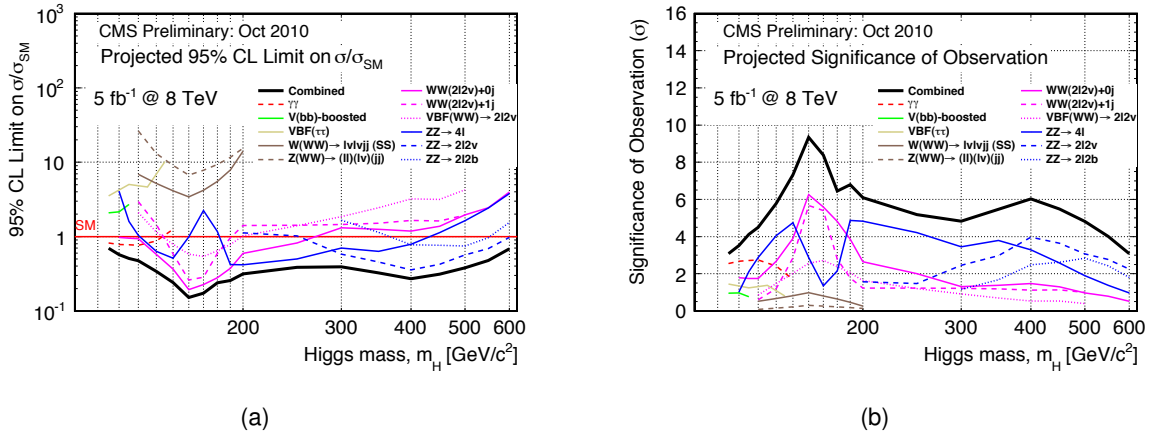 CMS Preliminary: Oct 2010
Projected 95% CL Limit on σ/σSM
5 fb-1 @ 8 TeV
Combined
γγ
V(bb)-boosted
VBF(ττ)
W(WW)→ lνlνjj (SS)
Z(WW)→ (ll)(lν)(jj)
WW(2l2ν)+0j
WW(2l2ν)+1j
VBF(WW)→ 2l2ν
ZZ→ 4l
ZZ→ 2l2ν
ZZ→ 2l2b
SM
95% CL Limit on σ/σSM
10^3
10^2
10
1
10^-1
200 300 400 500 600
Higgs mass, mH [GeV/c2]
(a)
CMS Preliminary: Oct 2010
Projected Significance of Observation
5 fb-1 @ 8 TeV
Combined
γγ
V(bb)-boosted
VBF(ττ)
W(WW)→ lνlνjj (SS)
Z(WW)→ (ll)(lν)(jj)
WW(2l2ν)+0j
WW(2l2ν)+1j
VBF(WW)→ 2l2ν
ZZ→ 4l
ZZ→ 2l2ν
ZZ→ 2l2b
Significance of Observation (σ)
16
14
12
10
8
6
4
2
0
200 300 400 500 600
Higgs mass, mH [GeV/c2]
(b)